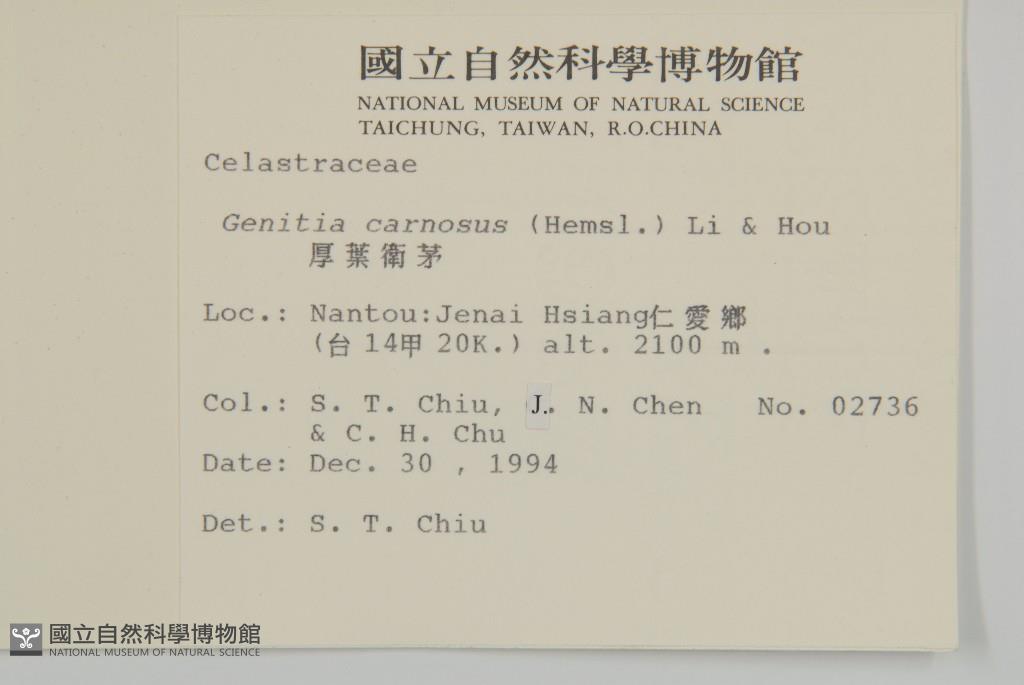 國立自然科學博物館
NATIONAL MUSEUM OF NATURAL SCIENCE
TAICHUNG, TAIWAN, R.O.CHINA
Celastraceae
Genitia carnosus (Hemsl.) Li & Hou
厚葉衛茅
Loc.: Nantou:Jenai Hsiang仁愛鄉
(台14甲 20K.) alt. 2100 m .
Col.: S. T. Chiu, J. N. Chen No. 02736
& C. H. Chu
Date: Dec. 30 , 1994
Det.: S. T. Chiu
國立自然科學博物館
NATIONAL MUSEUM OF NATURAL SCIENCE